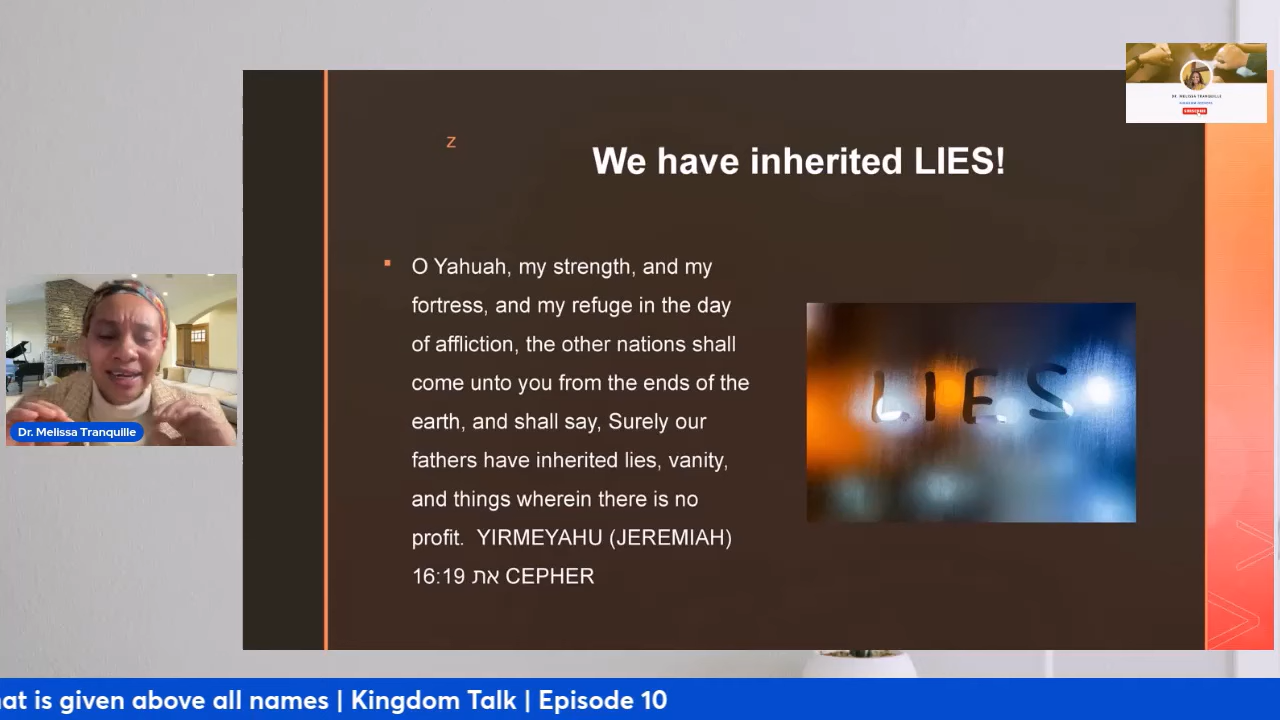 DR. MELISSA TRANQUILLE
SUBSCRIBE
z
We have inherited LIES!
▪ O Yahuah, my strength, and my
fortress, and my refuge in the day
of affliction, the other nations shall
come unto you from the ends of the
earth, and shall say, Surely our
fathers have inherited lies, vanity,
and things wherein there is no
profit.  YIRMEYAHU (JEREMIAH)
16:19 את CEPHER
LIES
Dr. Melissa Tranquille
hat is given above all names | Kingdom Talk | Episode 10